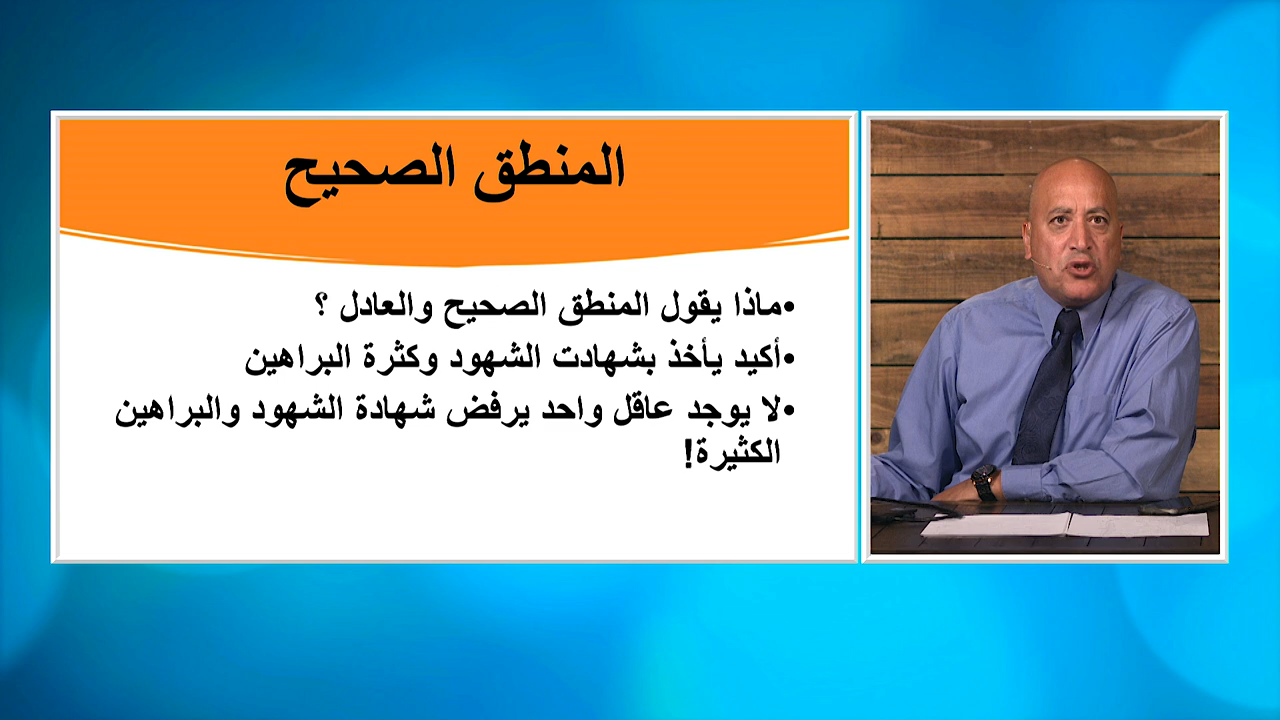 المنطق الصحيح
•ماذا يقول المنطق الصحيح والعادل ؟
•أكيد يأخذ بشهادت الشهود وكثرة البراهين
•لا يوجد عاقل واحد يرفض شهادة الشهود والبراهين
الكثيرة!